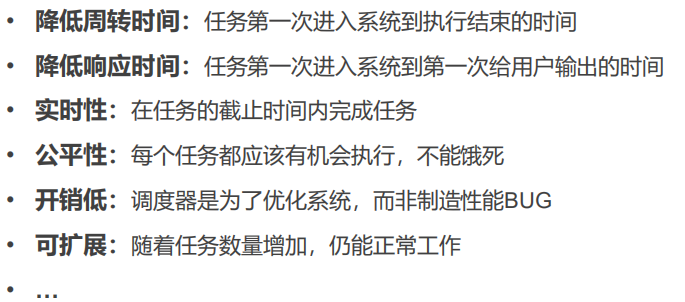 • 降低周转时间：任务第一次进入系统到执行结束的时间
• 降低响应时间：任务第一次进入系统到第一次给用户输出的时间
• 实时性：在任务的截止时间内完成任务
• 公平性：每个任务都应该有机会执行，不能饿死
• 开销低：调度器是为了优化系统，而非制造性能BUG
• 可扩展：随着任务数量增加，仍能正常工作
• ...